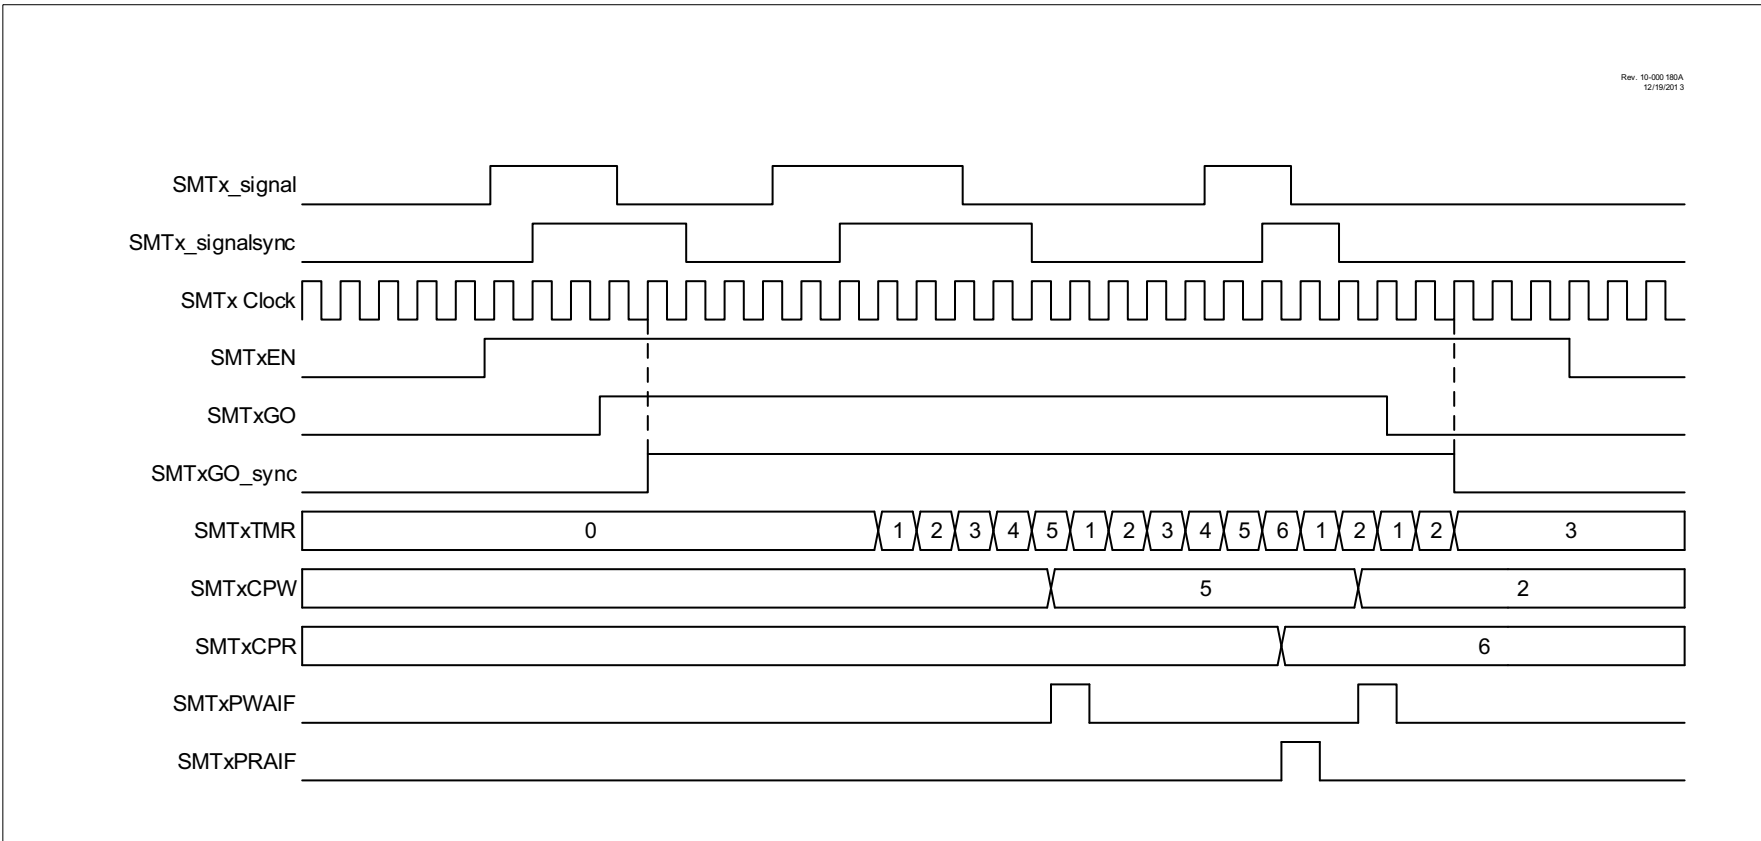 Rev. 10-000 180A
12/19/201 3
SMTx_signal
SMTx_signalsync
SMTx Clock
SMTxEN
SMTxGO
SMTxGO_sync
SMTxTMR 0 1 2 3 4 5 1 2 3 4 5 6 1 2 1 2 3
SMTxCPW 5 2
SMTxCPR 6
SMTxPWAIF
SMTxPRAIF